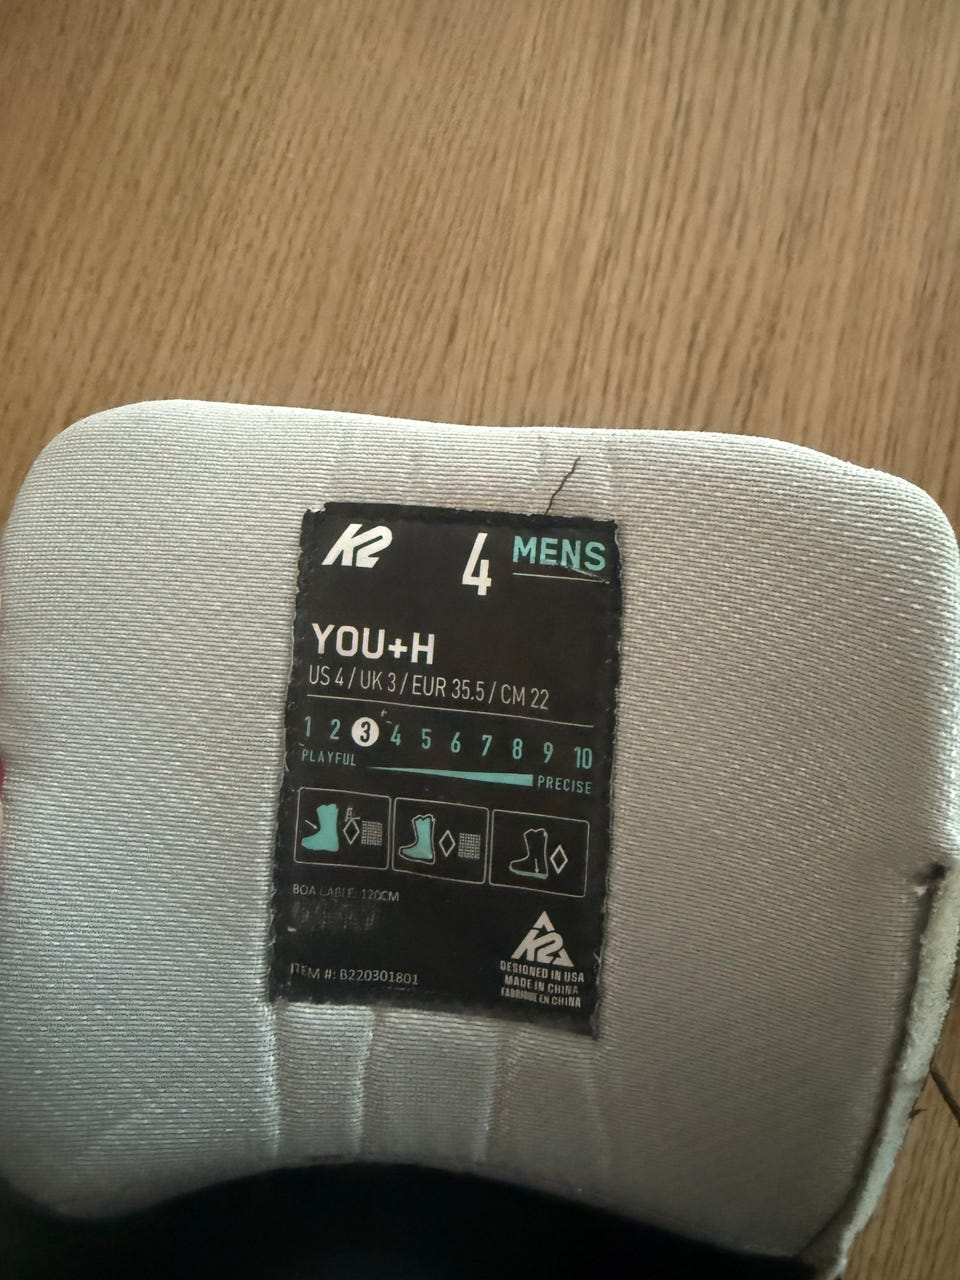 K2
4 MENS
YOU+H
US 4 / UK 3 / EUR 35.5 / CM 22
1 2 3 4 5 6 7 8 9 10
PLAYFUL
PRECISE
BOA CABLE: 120CM
ITEM #: B220301801
K2
DESIGNED IN USA
MADE IN CHINA
FABRIQUE EN CHINA